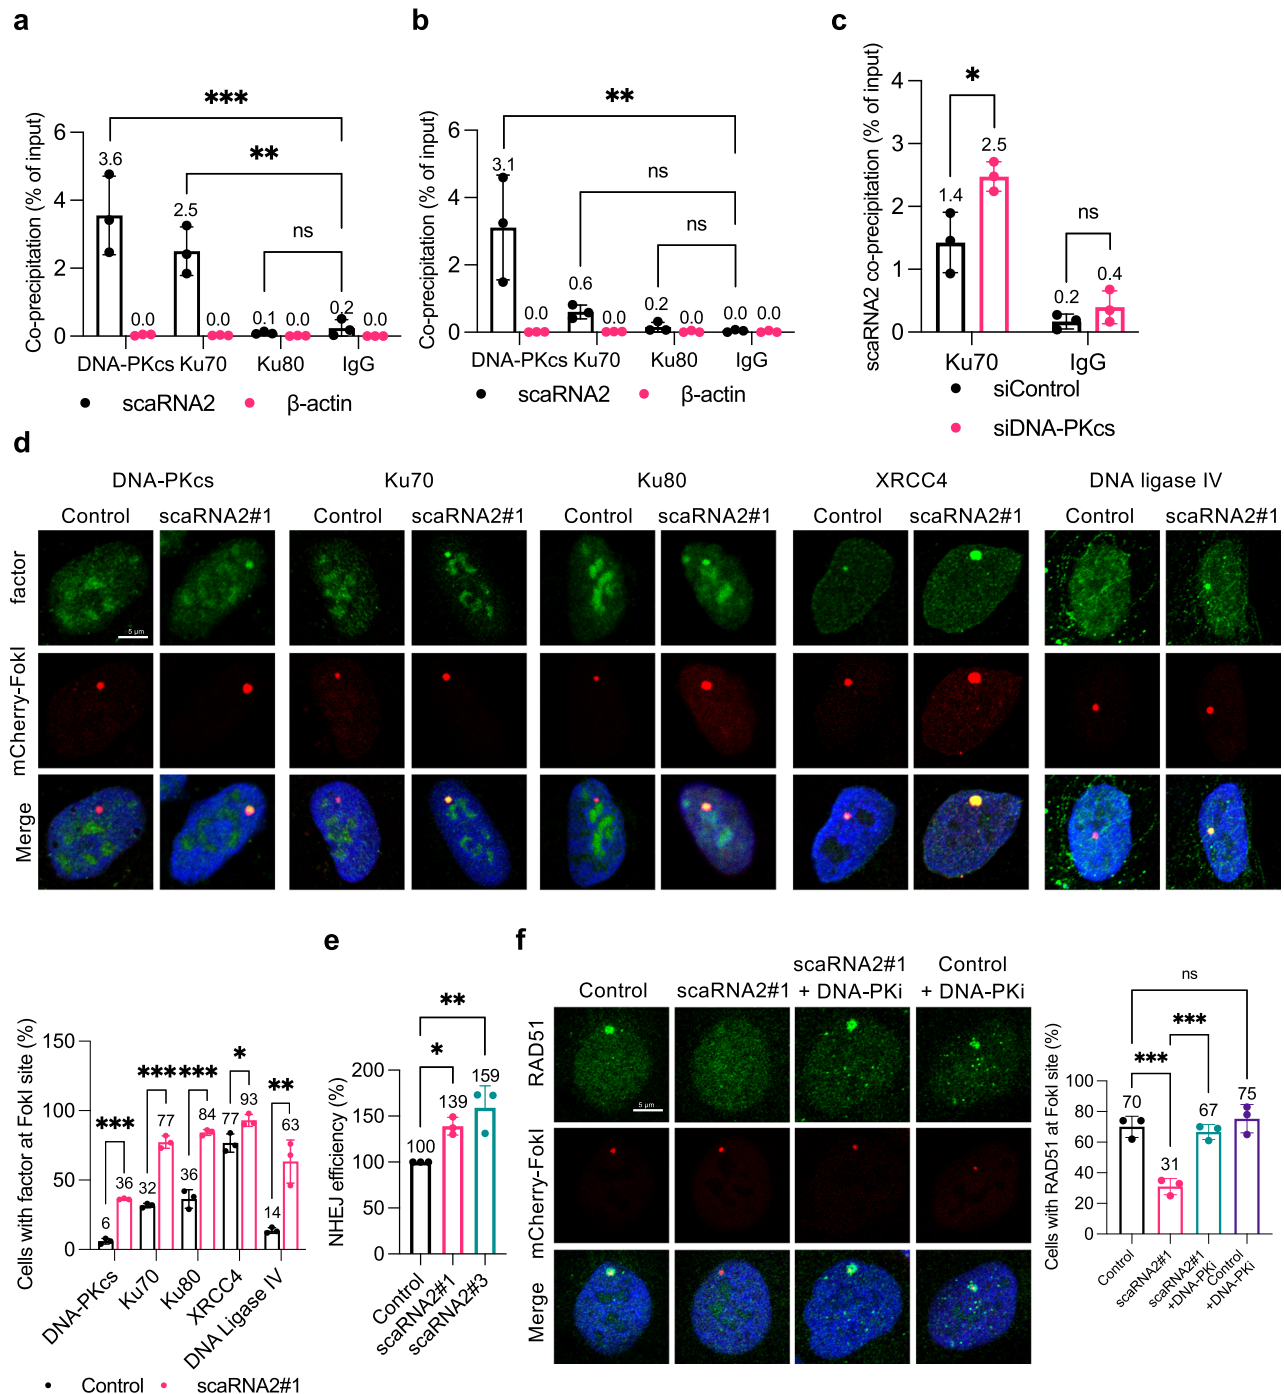 a
Co-precipitation (% of input)
6
4
2
0
***
**
ns
3.6
0.0
2.5
0.0
0.1
0.0
0.2
0.0
DNA-PKcs Ku70 Ku80 IgG
scaRNA2 β-actin
b
Co-precipitation (% of input)
6
4
2
0
**
ns
ns
3.1
0.0
0.6
0.0
0.2
0.0
0.0
0.0
DNA-PKcs Ku70 Ku80 IgG
scaRNA2 β-actin
c
scaRNA2 co-precipitation (% of input)
4
3
2
1
0
*
ns
1.4
2.5
0.2
0.4
Ku70 IgG
siControl
siDNA-PKcs
d
DNA-PKcs Ku70 Ku80 XRCC4 DNA ligase IV
Control scaRNA2#1 Control scaRNA2#1 Control scaRNA2#1 Control scaRNA2#1 Control scaRNA2#1
factor
5 µm
mCherry-FokI
Merge
Cells with factor at FokI site (%)
150
100
50
0
***
***
***
*
**
6
36
32
77
36
84
77
93
14
63
DNA-PKcs
Ku70
Ku80
XRCC4
DNA Ligase IV
Control scaRNA2#1
e
NHEJ efficiency (%)
200
150
100
50
0
**
*
100
139
159
Control
scaRNA2#1
scaRNA2#3
f
Control scaRNA2#1 scaRNA2#1 + DNA-PKi Control + DNA-PKi
RAD51
5 µm
mCherry-FokI
Merge
Cells with RAD51 at FokI site (%)
100
80
60
40
20
0
ns
***
***
70
31
67
75
Control
scaRNA2#1
scaRNA2#1
+DNA-PKi
Control
+DNA-PKi